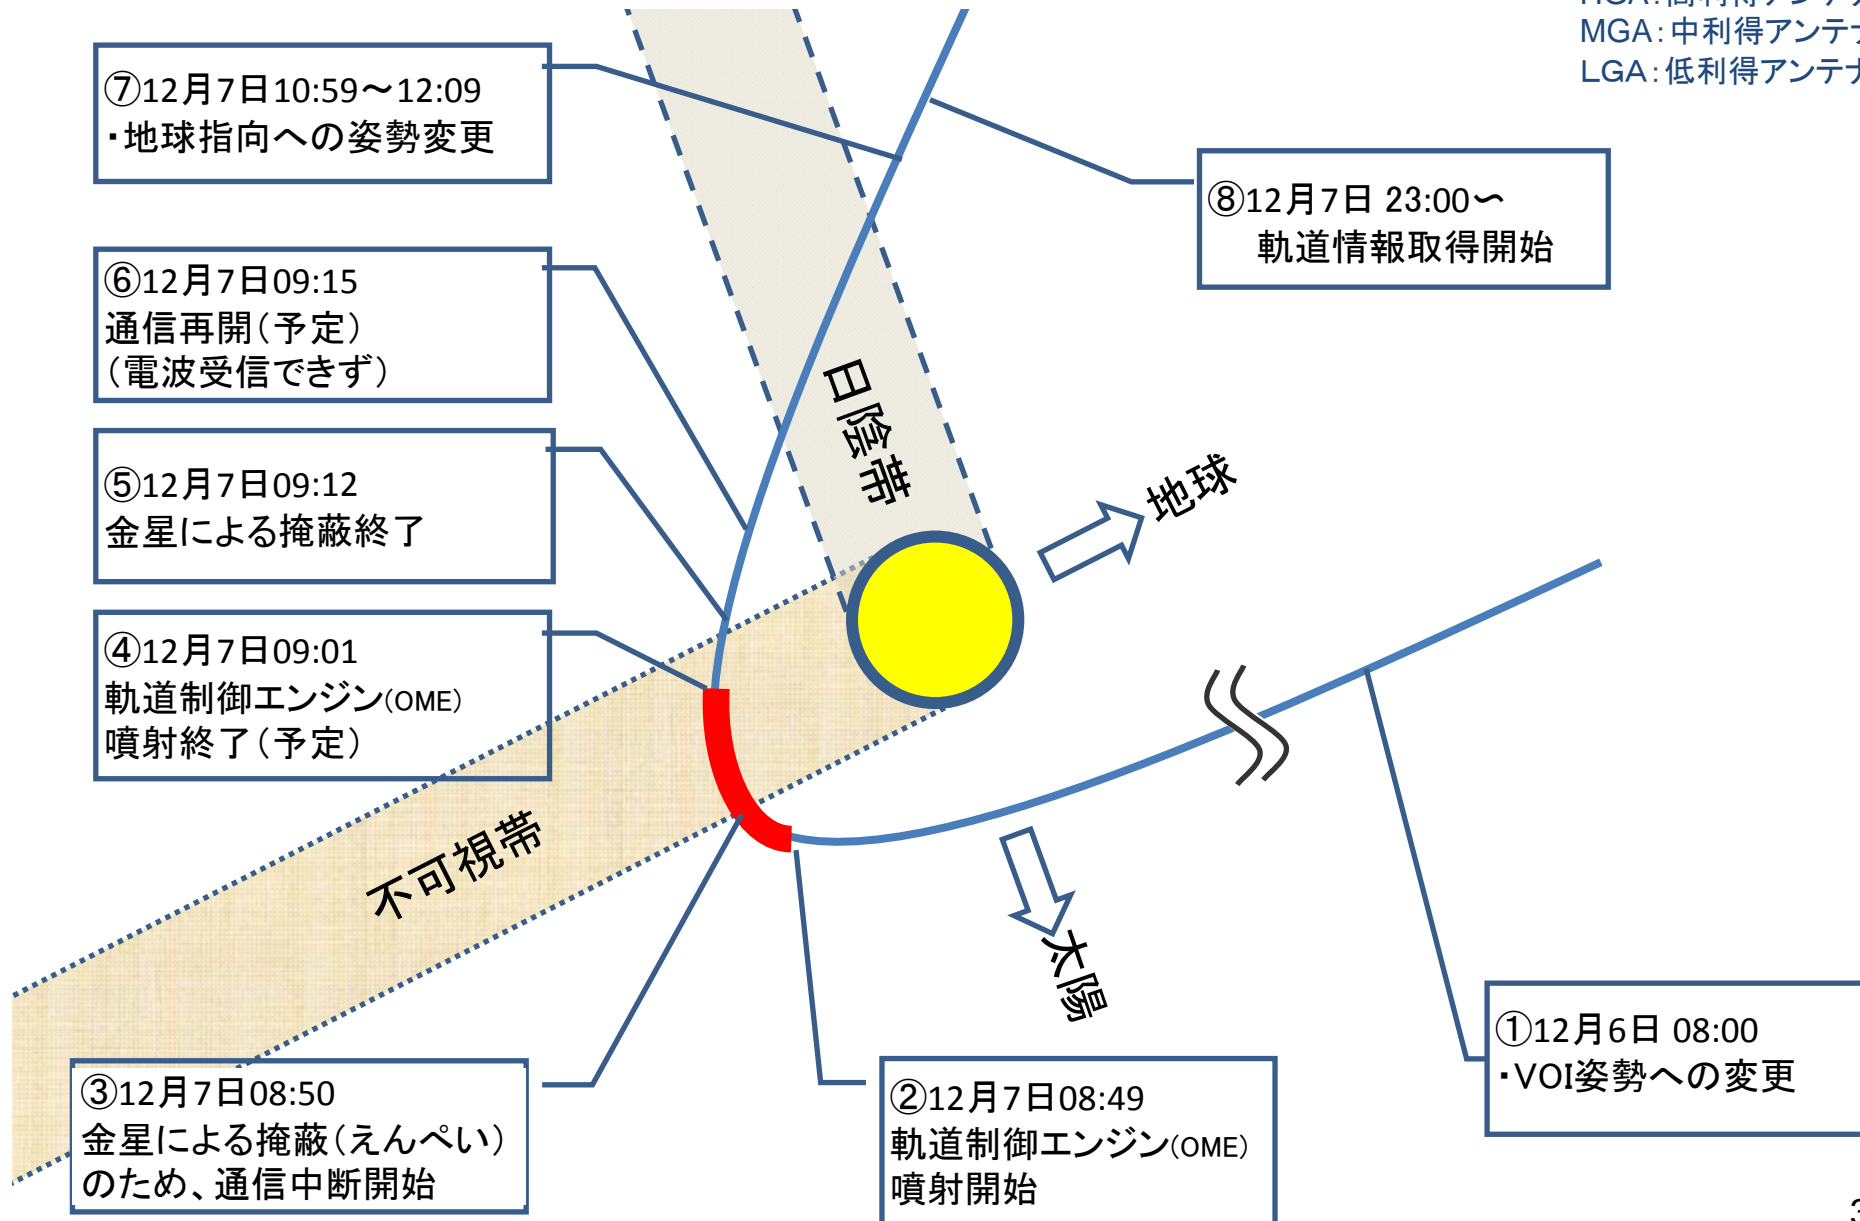 MGA：中利得アンテナ
LGA：低利得アンテナ
⑦12月7日10:59～12:09
・地球指向への姿勢変更
⑧12月7日 23:00～
軌道情報取得開始
⑥12月7日09:15
通信再開（予定）
（電波受信できず）
日陰帯
⑤12月7日09:12
金星による掩蔽終了
地球
④12月7日09:01
軌道制御エンジン(OME)
噴射終了（予定）
不可視帯
太陽
①12月6日 08:00
・VOI姿勢への変更
③12月7日08:50
金星による掩蔽（えんぺい）
のため、通信中断開始
②12月7日08:49
軌道制御エンジン(OME)
噴射開始